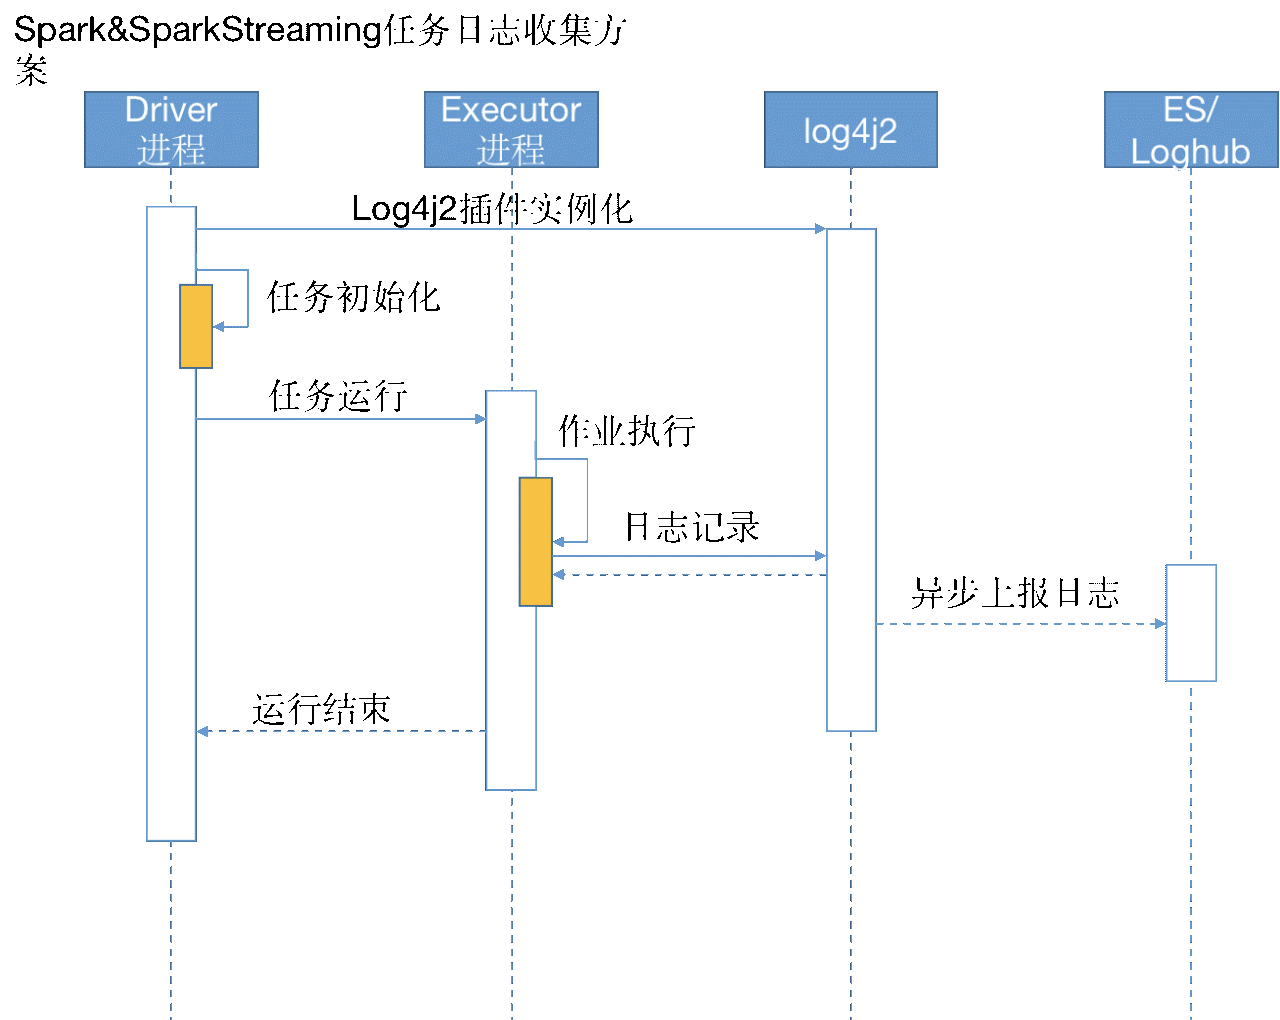 Spark&SparkStreaming任务日志收集方
案
Driver
进程
Executor
进程
log4j2
ES/
Loghub
Log4j2插件实例化
任务初始化
任务运行
作业执行
日志记录
异步上报日志
运行结束